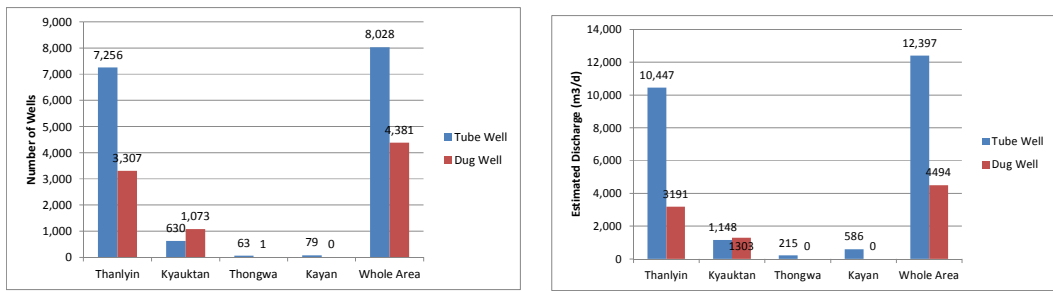 9,000
8,000
7,000
6,000
5,000
4,000
3,000
2,000
1,000
0
Number of Wells
7,256
3,307
630
1,073
63
1
79
0
8,028
4,381
Thanlyin
Kyauktan
Thongwa
Kayan
Whole Area
Tube Well
Dug Well
14,000
12,000
10,000
8,000
6,000
4,000
2,000
0
Estimated Discharge (m3/d)
10,447
3191
1,148
1303
215
0
586
0
12,397
4494
Thanlyin
Kyauktan
Thongwa
Kayan
Whole Area
Tube Well
Dug Well